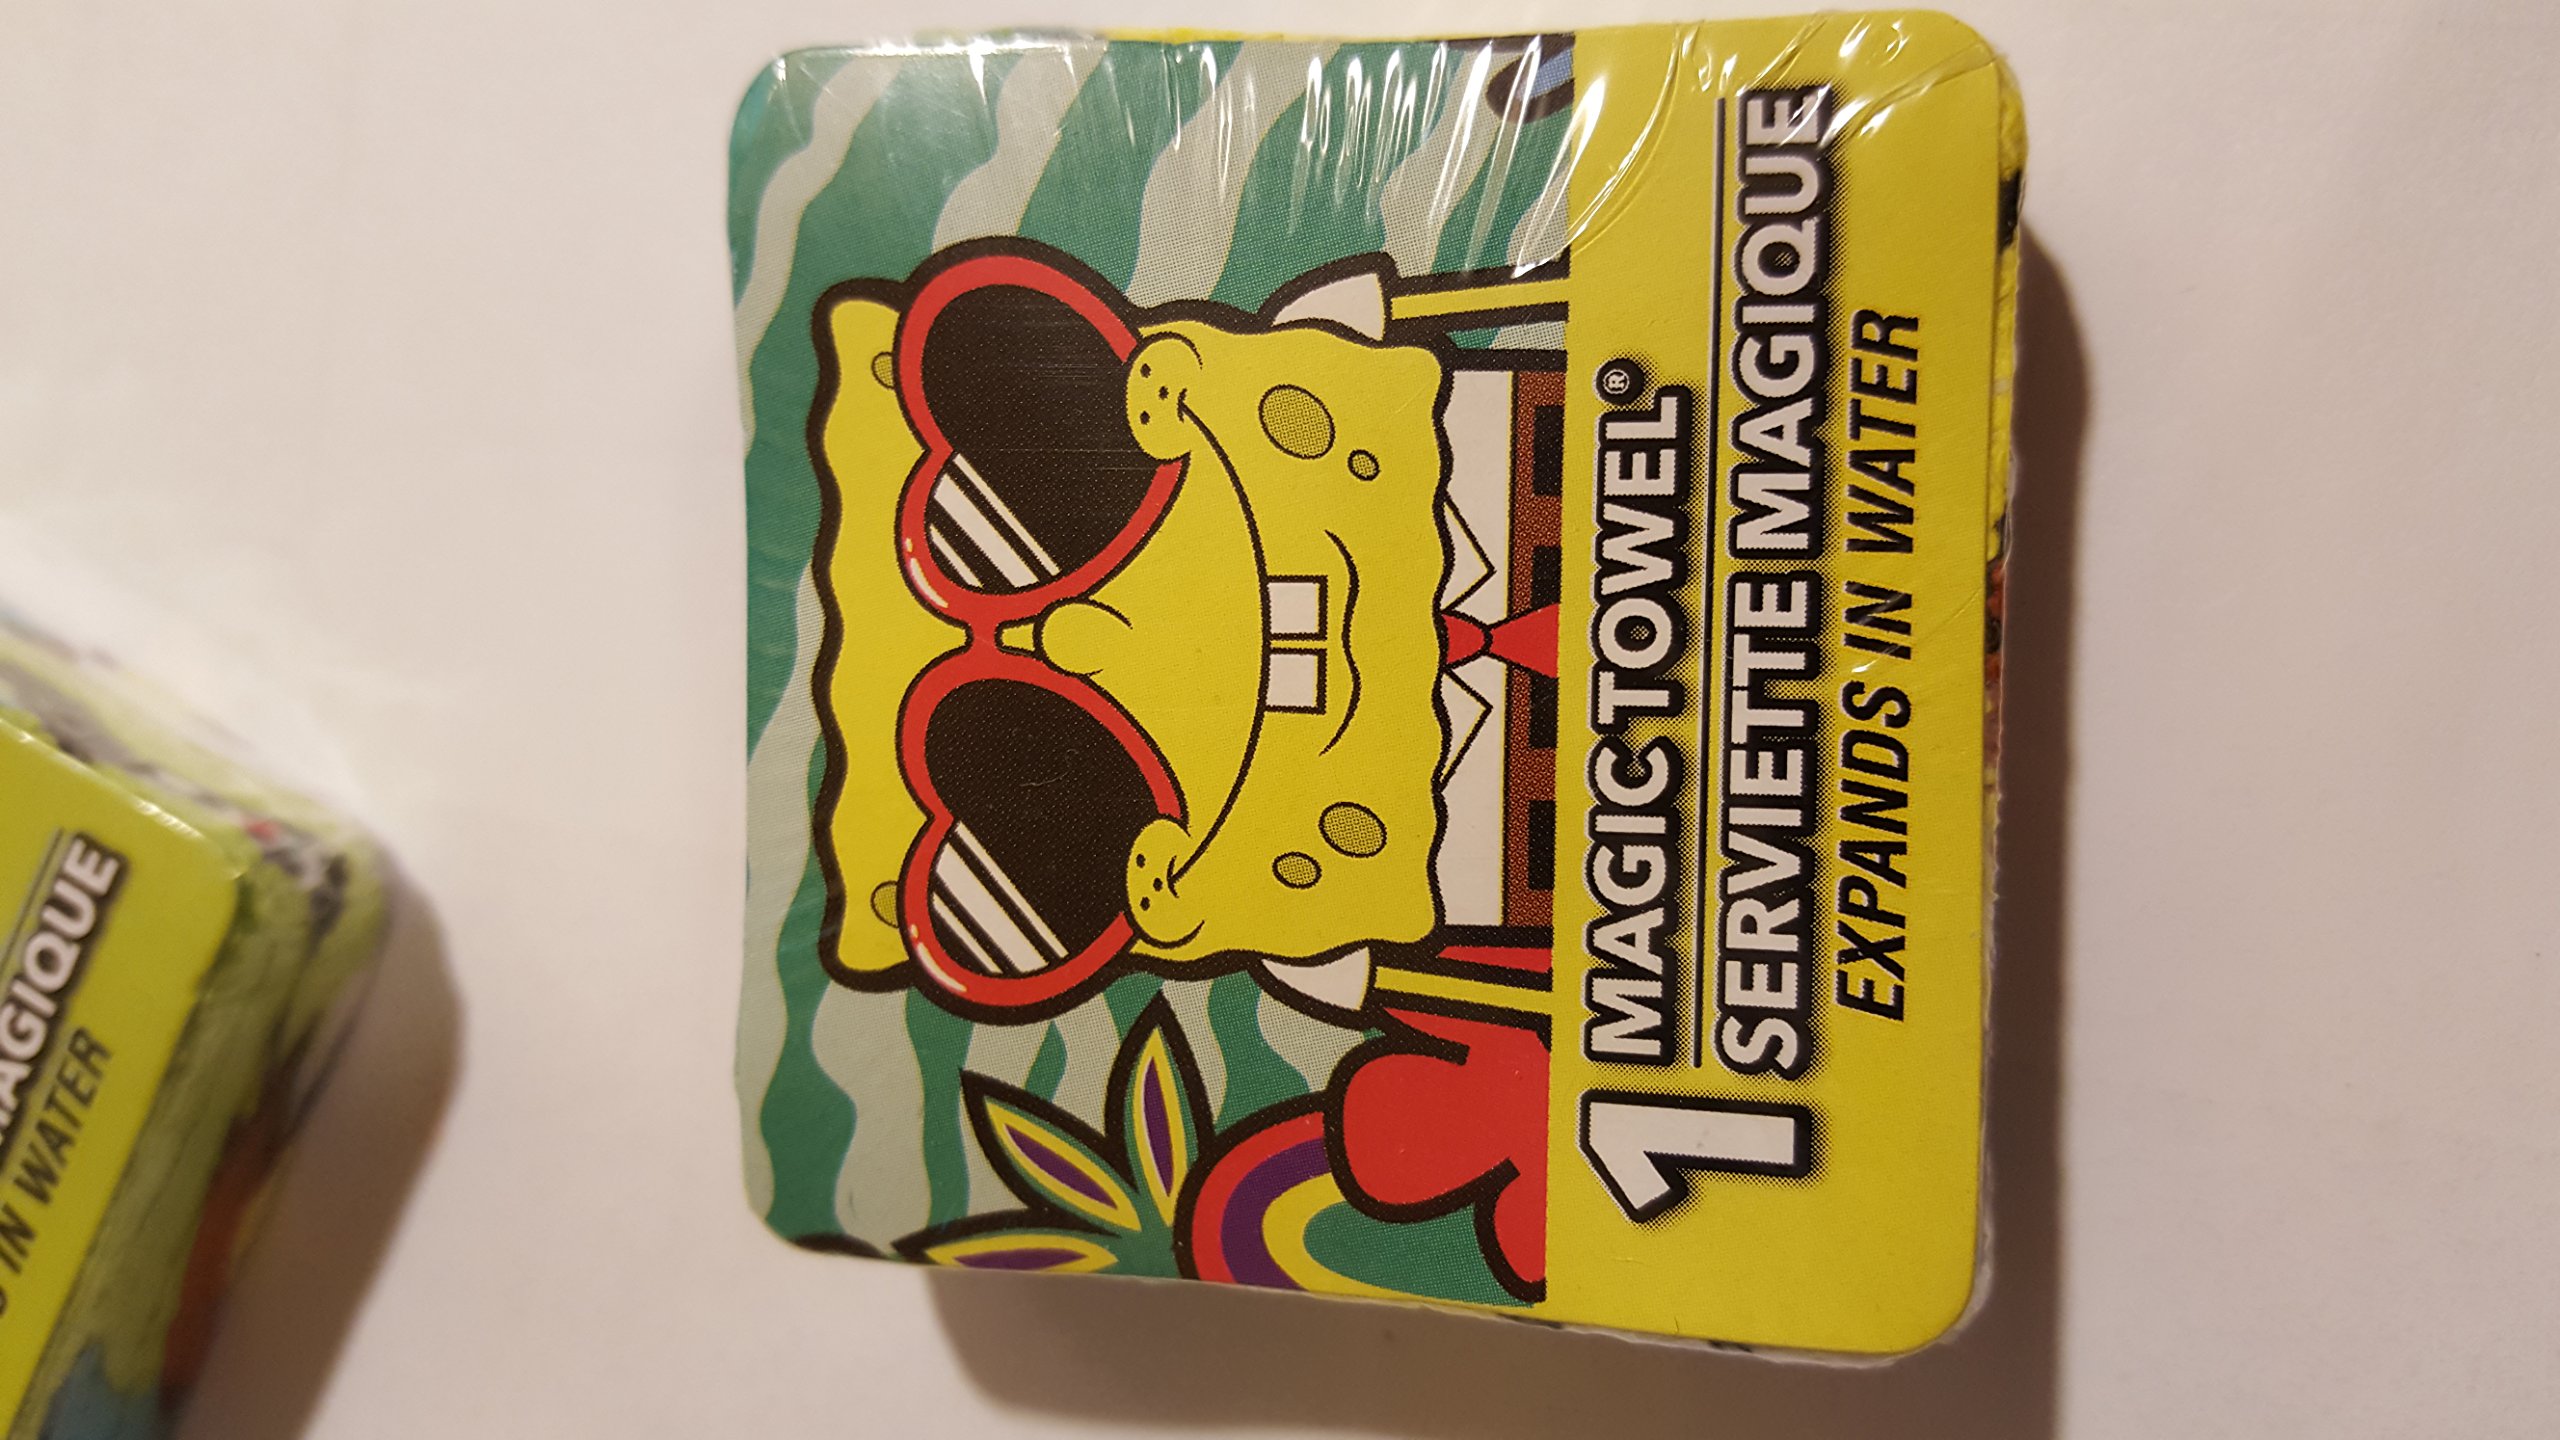 1 MAGIC TOWEL®
SERVIETTE MAGIQUE
EXPANDS IN WATER
MAGIQUE
IN WATER